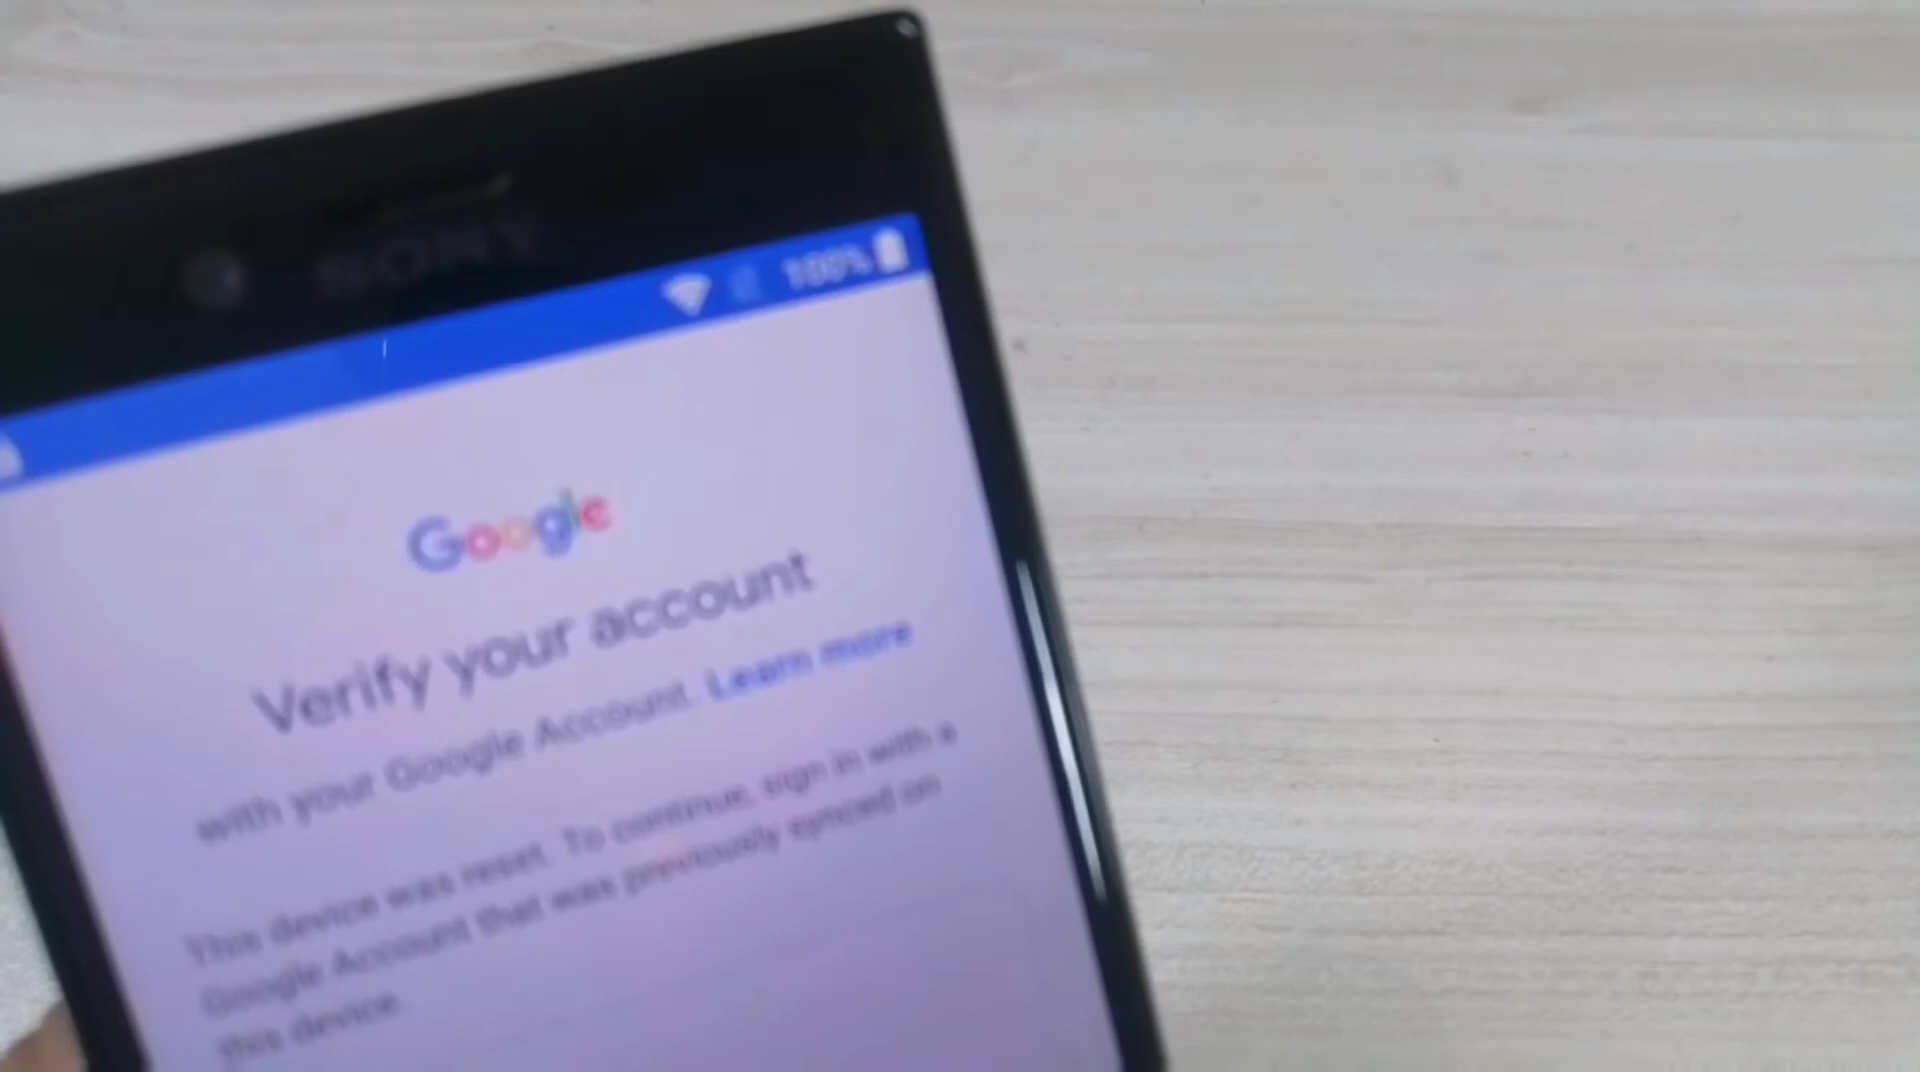 SONY
100%
Google
Verify your account
with your Google Account. Learn more
This device was reset. To continue, sign in with a
Google Account that was previously synced on
this device.